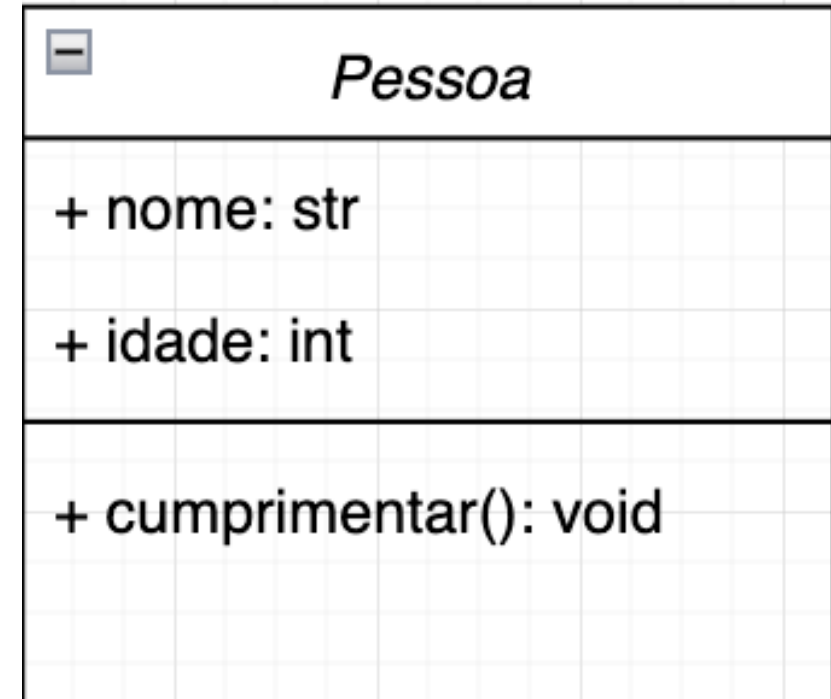 Pessoa
+ nome: str
+ idade: int
+ cumprimentar(): void